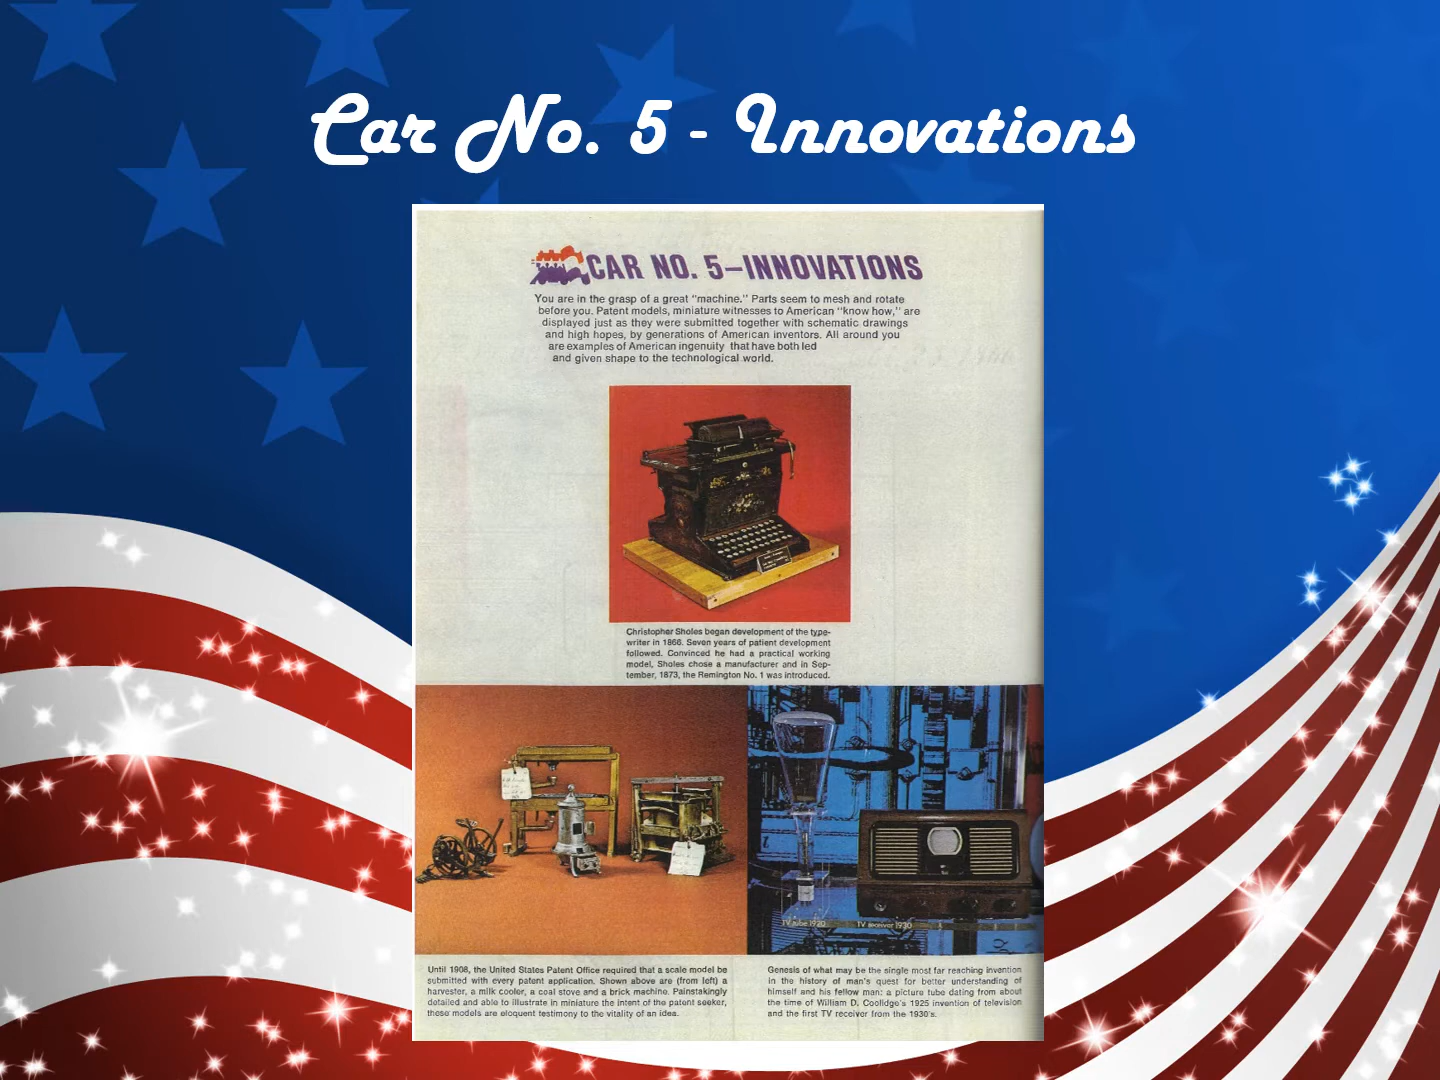 Car No. 5 - Innovations
CAR NO. 5–INNOVATIONS
You are in the grasp of a great "machine." Parts seem to mesh and rotate
before you. Patent models, miniature witnesses to American "know how," are
displayed just as they were submitted together with schematic drawings
and high hopes, by generations of American inventors. All around you
are examples of American ingenuity that have both led
and given shape to the technological world.
Christopher Sholes began development of the type-
writer in 1866. Seven years of patient development
followed. Convinced he had a practical working
model, Sholes chose a manufacturer and in Sep-
tember, 1873, the Remington No. 1 was introduced.
TV tube 1920
TV receiver 1930
Until 1908, the United States Patent Office required that a scale model be
submitted with every patent application. Shown above are (from left) a
harvester, a milk cooler, a coal stove and a brick machine. Painstakingly
detailed and able to illustrate in miniature the intent of the patent seeker,
these models are eloquent testimony to the vitality of an idea.
Genesis of what may be the single most far reaching invention
in the history of man's quest for better understanding of
himself and his fellow man: a picture tube dating from about
the time of William D. Coolidge's 1925 invention of television
and the first TV receiver from the 1930's.